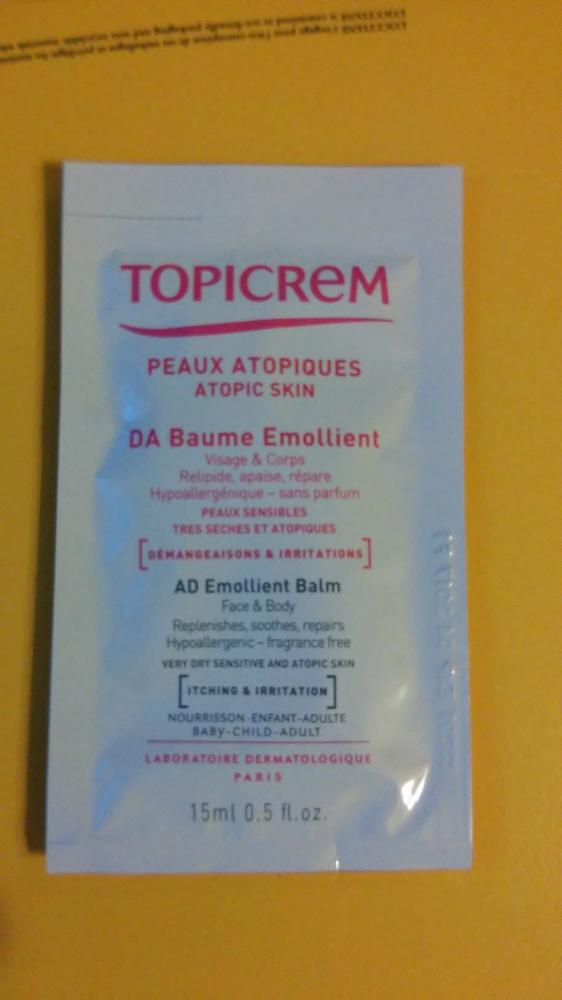 TOPICREM
PEAUX ATOPIQUES
ATOPIC SKIN
DA Baume Emollient
Visage & Corps
Relipide, apaise, répare
Hypoallergénique – sans parfum
PEAUX SENSIBLES
TRES SECHES ET ATOPIQUES
[DÉMANGEAISONS & IRRITATIONS]
AD Emollient Balm
Face & Body
Replenishes, soothes, repairs
Hypoallergenic – fragrance free
VERY DRY SENSITIVE AND ATOPIC SKIN
[ITCHING & IRRITATION]
NOURRISSON-ENFANT-ADULTE
BABY-CHILD-ADULT
LABORATOIRE DERMATOLOGIQUE
PARIS
15ml 0.5 fl.oz.